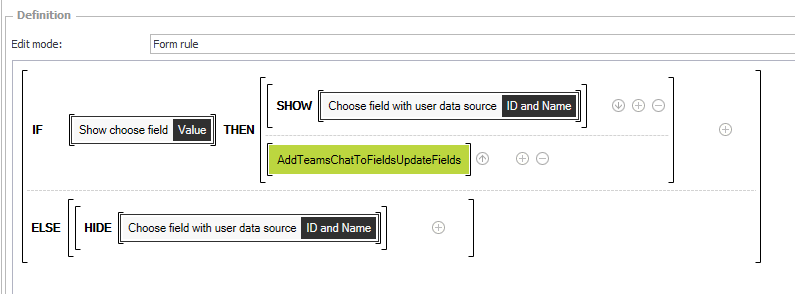 Definition
Edit mode: Form rule
SHOW Choose field with user data source ID and Name
IF Show choose field Value THEN
AddTeamsChatToFieldsUpdateFields
ELSE HIDE Choose field with user data source ID and Name